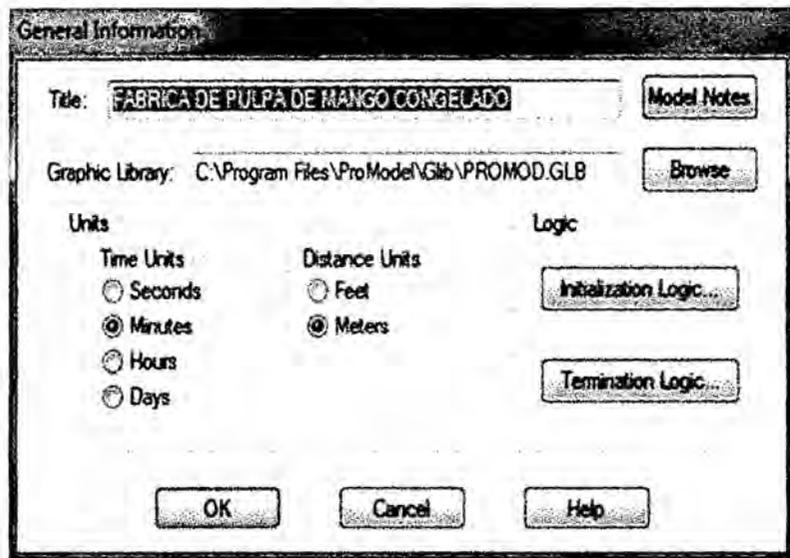 General Information
Title: FABRICA DE PULPA DE MANGO CONGELADO Model Notes
Graphic Library: C:\Program Files\ProModel\Glib\PROMOD.GLB Browse
Units Logic
Time Units Distance Units
Seconds Feet Initialization Logic...
Minutes Meters
Hours
Days Termination Logic...
OK Cancel Help